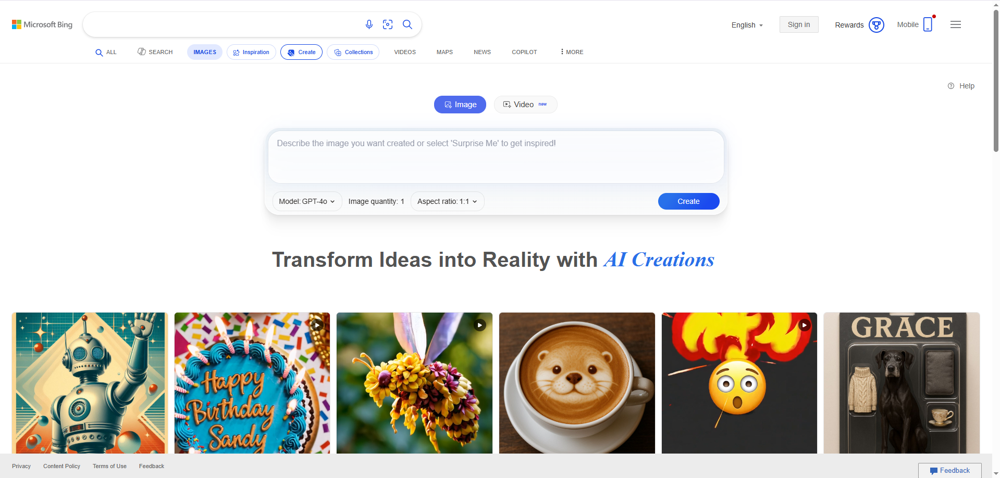 Microsoft Bing
English
Sign in
Rewards
Mobile
ALL
SEARCH
IMAGES
Inspiration
Create
Collections
VIDEOS
MAPS
NEWS
COPILOT
MORE
Help
Image
Video new
Describe the image you want created or select 'Surprise Me' to get inspired!
Model: GPT-4o
Image quantity: 1
Aspect ratio: 1:1
Create
Transform Ideas into Reality with AI Creations
Happy
Birthday
Sandy
GRACE
Privacy
Content Policy
Terms of Use
Feedback
Feedback